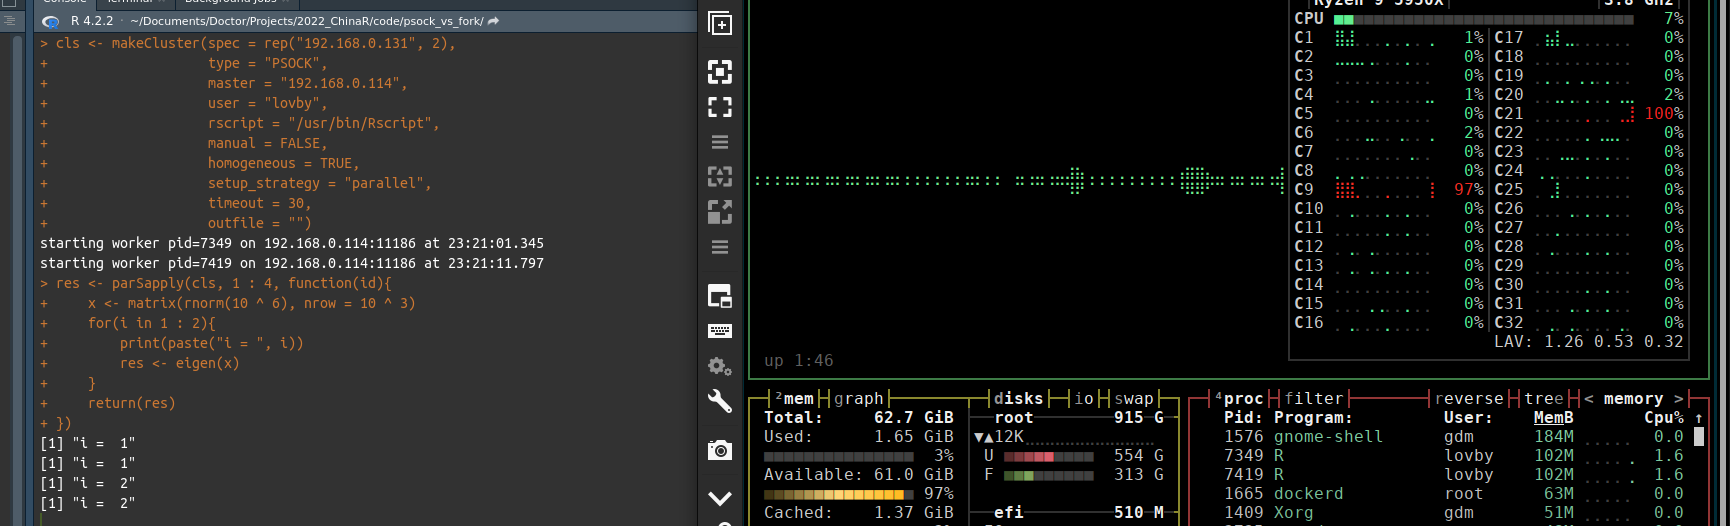 Console Terminal Background Jobs
R 4.2.2 · ~/Documents/Doctor/Projects/2022_ChinaR/code/psock_vs_fork/
> cls <- makeCluster(spec = rep("192.168.0.131", 2),
+ type = "PSOCK",
+ master = "192.168.0.114",
+ user = "lovby",
+ rscript = "/usr/bin/Rscript",
+ manual = FALSE,
+ homogeneous = TRUE,
+ setup_strategy = "parallel",
+ timeout = 30,
+ outfile = "")
starting worker pid=7349 on 192.168.0.114:11186 at 23:21:01.345
starting worker pid=7419 on 192.168.0.114:11186 at 23:21:11.797
> res <- parSapply(cls, 1 : 4, function(id){
+ x <- matrix(rnorm(10 ^ 6), nrow = 10 ^ 3)
+ for(i in 1 : 2){
+ print(paste("i = ", i))
+ res <- eigen(x)
+ }
+ return(res)
+ })
[1] "i =  1"
[1] "i =  1"
[1] "i =  2"
[1] "i =  2"
Ryzen 9 5950X 3.8 GHz
CPU 7%
C1 1% C17 0%
C2 0% C18 0%
C3 0% C19 0%
C4 1% C20 2%
C5 0% C21 100%
C6 2% C22 0%
C7 0% C23 0%
C8 0% C24 0%
C9 97% C25 0%
C10 0% C26 0%
C11 0% C27 0%
C12 0% C28 0%
C13 0% C29 0%
C14 0% C30 0%
C15 0% C31 0%
C16 0% C32 0%
LAV: 1.26 0.53 0.32
up 1:46
²mem graph
Total: 62.7 GiB
Used: 1.65 GiB
3%
Available: 61.0 GiB
97%
Cached: 1.37 GiB
disks io swap
root 915 G
▼▲12K
U 554 G
F 313 G
efi 510 M
⁴proc filter reverse tree < memory >
Pid: Program: User: MemB Cpu% ↑
1576 gnome-shell gdm 184M 0.0
7349 R lovby 102M 1.6
7419 R lovby 102M 1.6
1665 dockerd root 63M 0.0
1409 Xorg gdm 51M 0.0